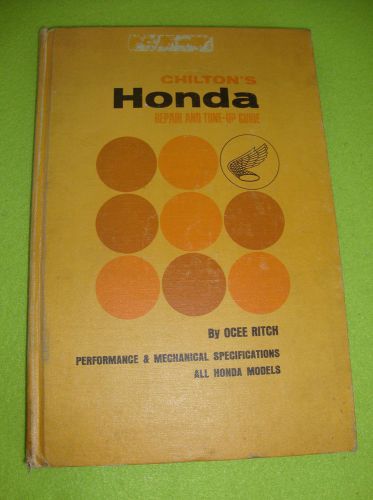 CHILTON'S
Honda
REPAIR AND TUNE-UP GUIDE
By OCEE RITCH
PERFORMANCE & MECHANICAL SPECIFICATIONS
ALL HONDA MODELS